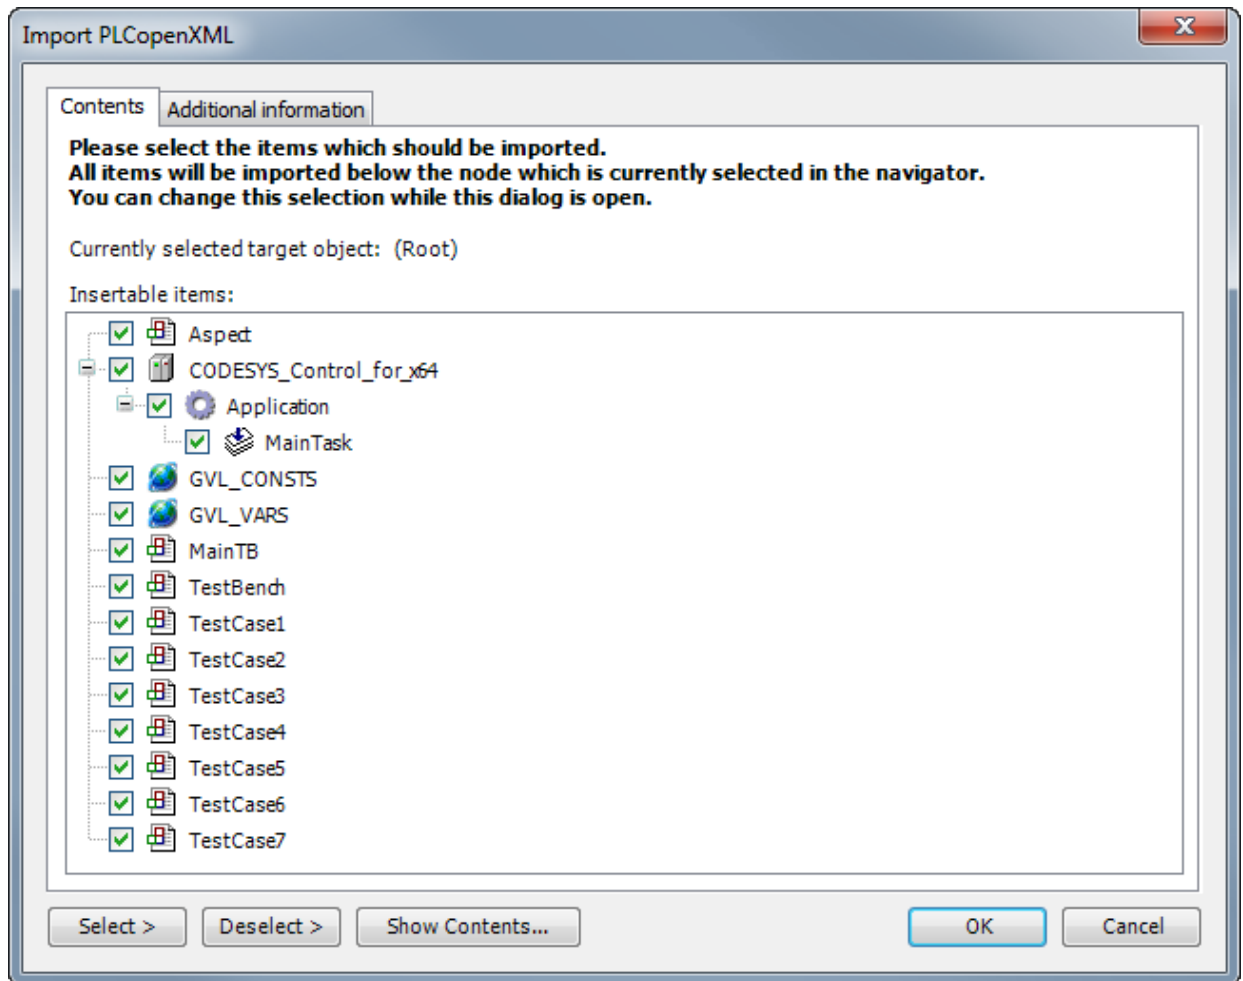 Import PLCopenXML
X
Contents
Additional information
Please select the items which should be imported.
All items will be imported below the node which is currently selected in the navigator.
You can change this selection while this dialog is open.
Currently selected target object: (Root)
Insertable items:
Aspect
CODESYS_Control_for_x64
Application
MainTask
GVL_CONSTS
GVL_VARS
MainTB
TestBench
TestCase1
TestCase2
TestCase3
TestCase4
TestCase5
TestCase6
TestCase7
Select >
Deselect >
Show Contents...
OK
Cancel